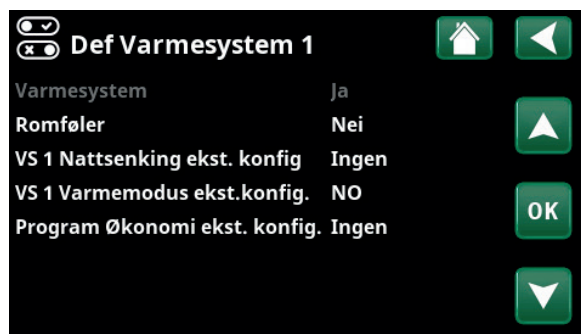 Def Varmesystem 1
Varmesystem Ja
Romføler Nei
VS 1 Nattsenking ekst. konfig Ingen
VS 1 Varmemodus ekst.konfig. NO
Program Økonomi ekst. konfig. Ingen
OK